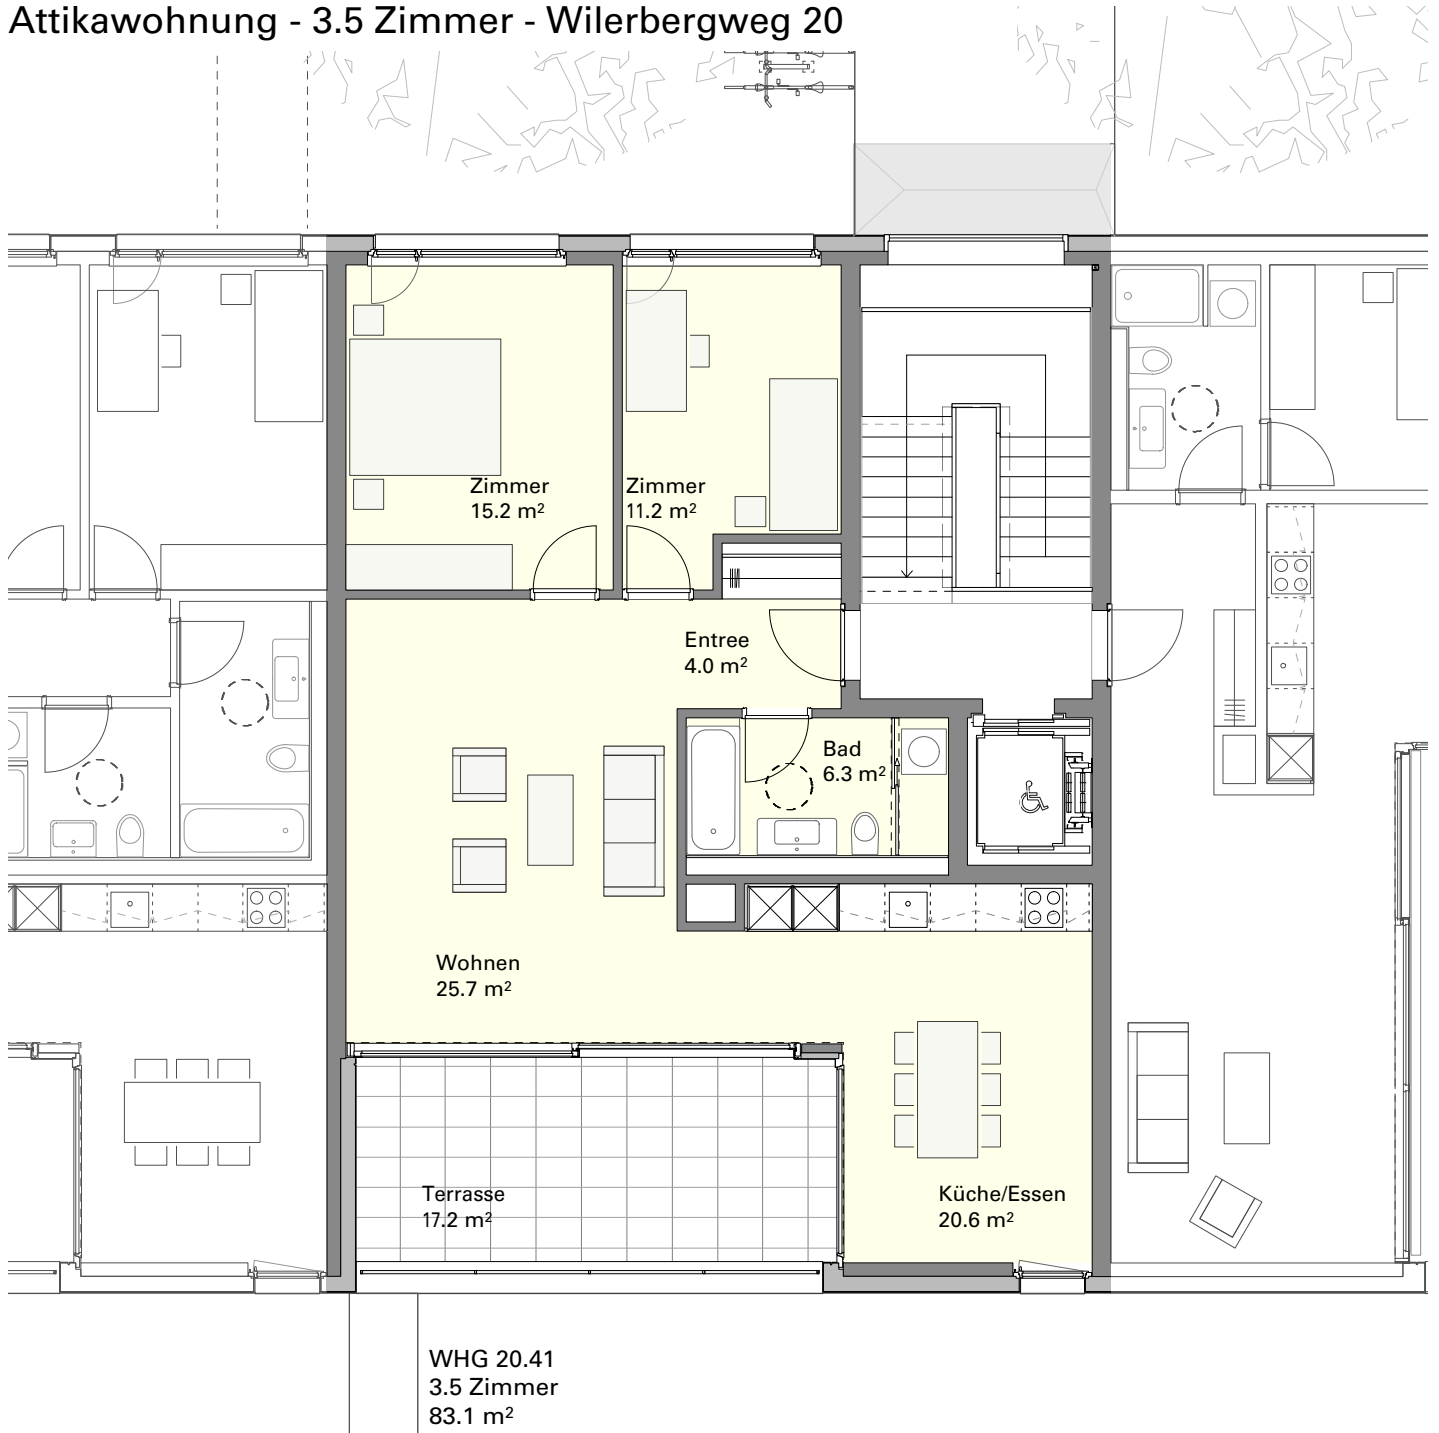 Attikawohnung - 3.5 Zimmer - Wilerbergweg 20
Zimmer
15.2 m²
Zimmer
11.2 m²
Entree
4.0 m²
Bad
6.3 m²
Wohnen
25.7 m²
Terrasse
17.2 m²
Küche/Essen
20.6 m²
WHG 20.41
3.5 Zimmer
83.1 m²